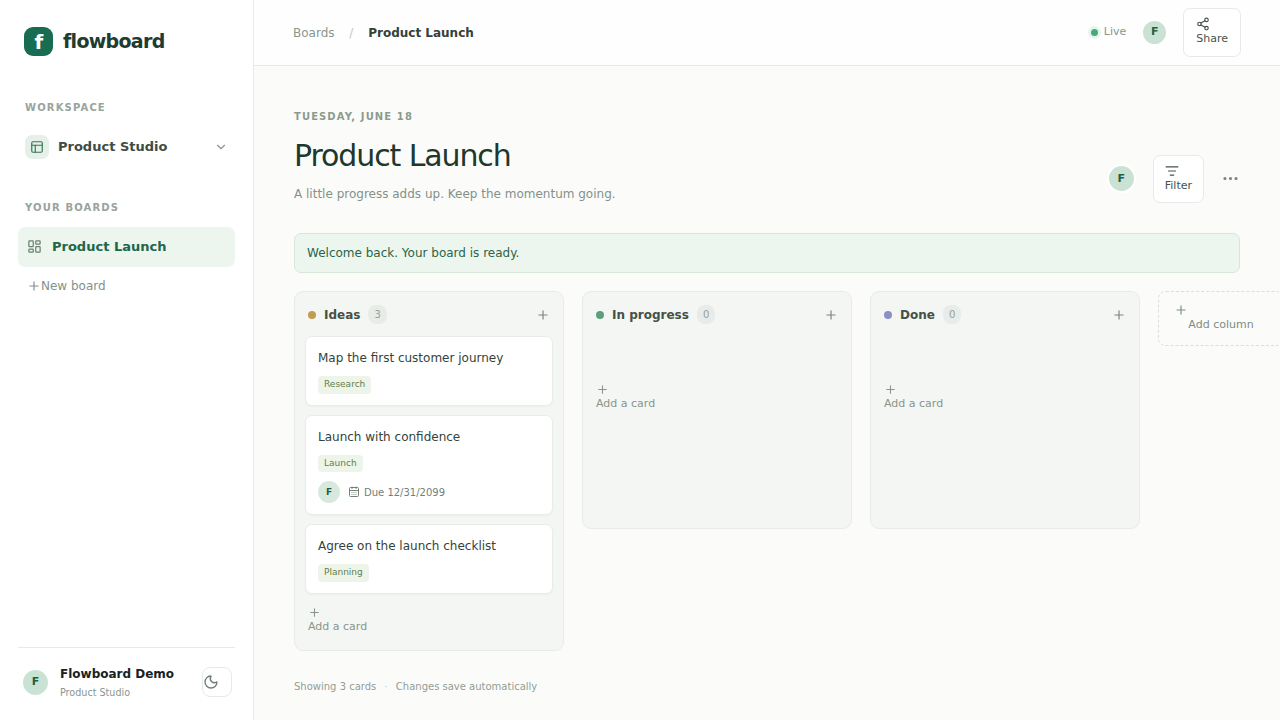 f flowboard
Boards / Product Launch
Live
F
Share
WORKSPACE
Product Studio
YOUR BOARDS
Product Launch
New board
TUESDAY, JUNE 18
Product Launch
A little progress adds up. Keep the momentum going.
F
Filter
Welcome back. Your board is ready.
Ideas 3
Map the first customer journey
Research
Launch with confidence
Launch
F Due 12/31/2099
Agree on the launch checklist
Planning
Add a card
In progress 0
Add a card
Done 0
Add a card
Add column
Showing 3 cards · Changes save automatically
F
Flowboard Demo
Product Studio